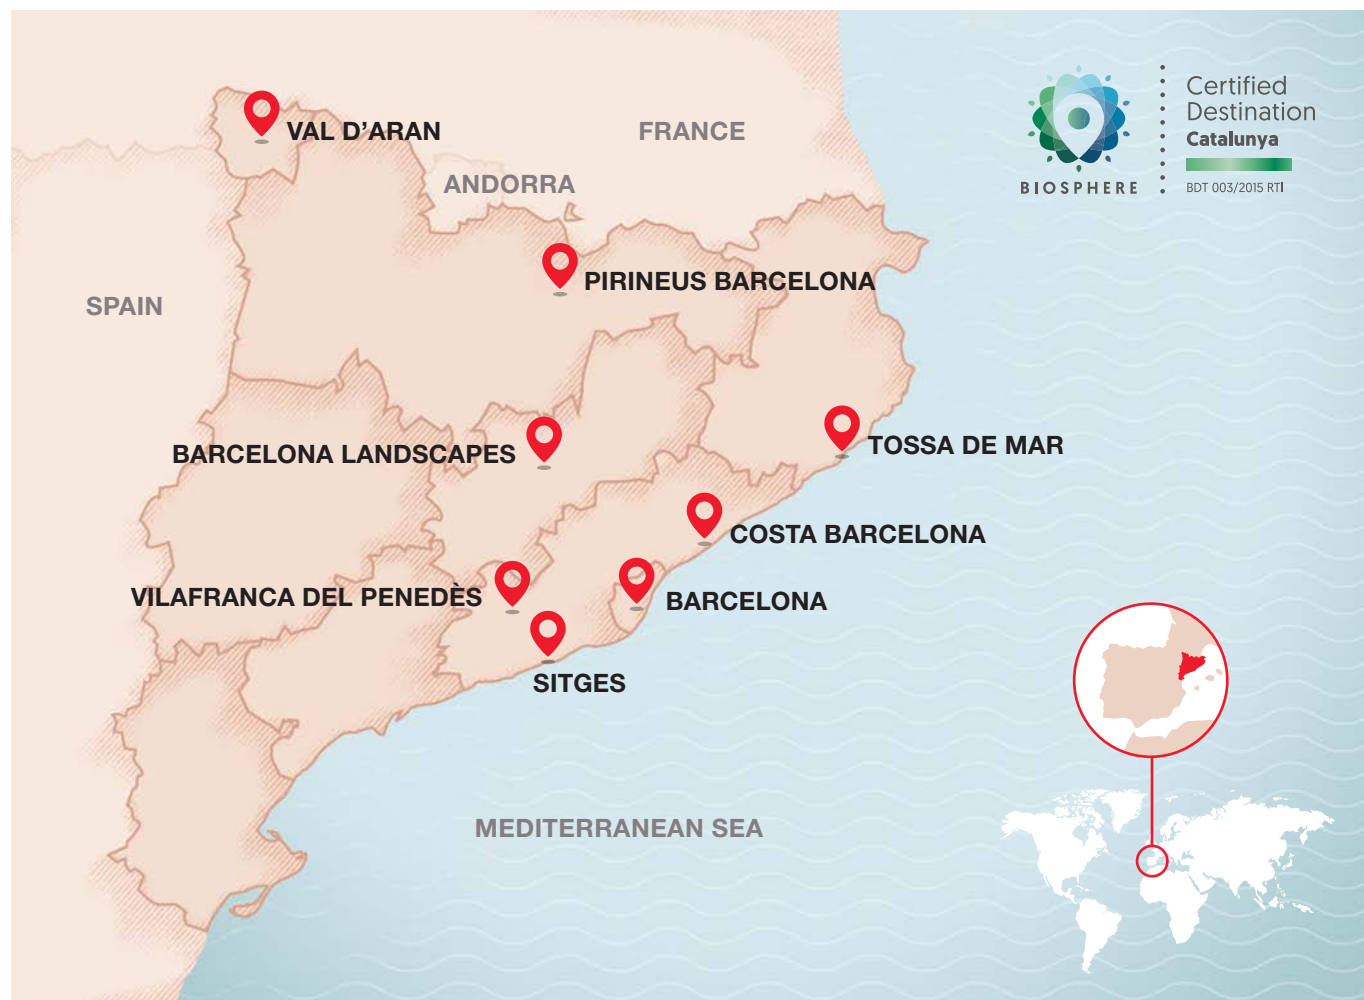 VAL D’ARAN
FRANCE
ANDORRA
SPAIN
PIRINEUS BARCELONA
BARCELONA LANDSCAPES
TOSSA DE MAR
COSTA BARCELONA
VILAFRANCA DEL PENEDÈS
BARCELONA
SITGES
MEDITERRANEAN SEA
BIOSPHERE
Certified
Destination
Catalunya
BDT 003/2015 RTI